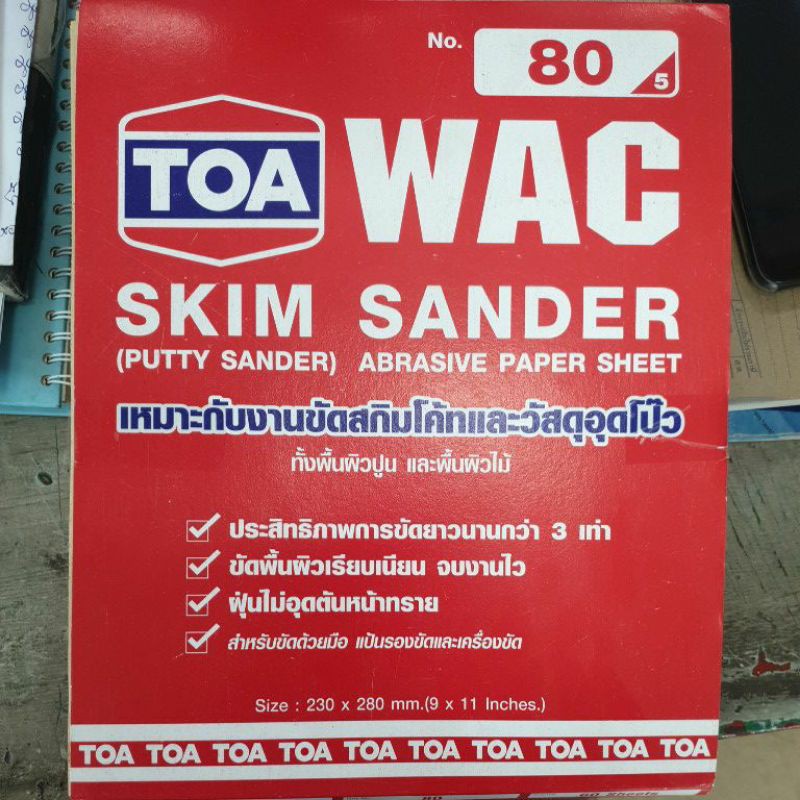 No. 80 5
TOA WAC
SKIM SANDER
(PUTTY SANDER) ABRASIVE PAPER SHEET
เหมาะกับงานขัดสกิมโค้ทและวัสดุอุดโป๊ว
ทั้งพื้นผิวปูน และพื้นผิวไม้
ประสิทธิภาพการขัดยาวนานกว่า 3 เท่า
ขัดพื้นผิวเรียบเนียน จบงานไว
ฝุ่นไม่อุดตันหน้าทราย
สำหรับขัดด้วยมือ แป้นรองขัดและเครื่องขัด
Size : 230 x 280 mm.(9 x 11 Inches.)
TOA TOA TOA TOA TOA TOA TOA TOA TOA TOA